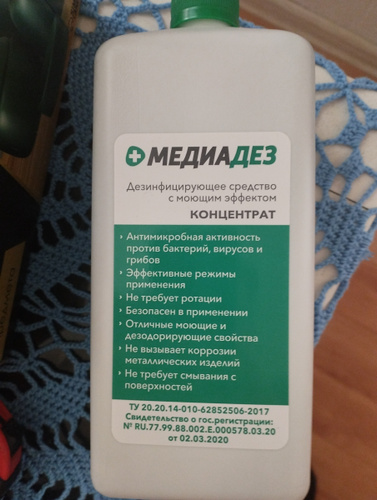 МЕДИАДЕЗ
Дезинфицирующее средство
с моющим эффектом
КОНЦЕНТРАТ
› Антимикробная активность
против бактерий, вирусов и
грибов
› Эффективные режимы
применения
› Не требует ротации
› Безопасен в применении
› Отличные моющие и
дезодорирующие свойства
› Не вызывает коррозии
металлических изделий
› Не требует смывания с
поверхностей
ТУ 20.20.14-010-62852506-2017
Свидетельство о гос.регистрации:
№ RU.77.99.88.002.Е.000578.03.20
от 02.03.2020